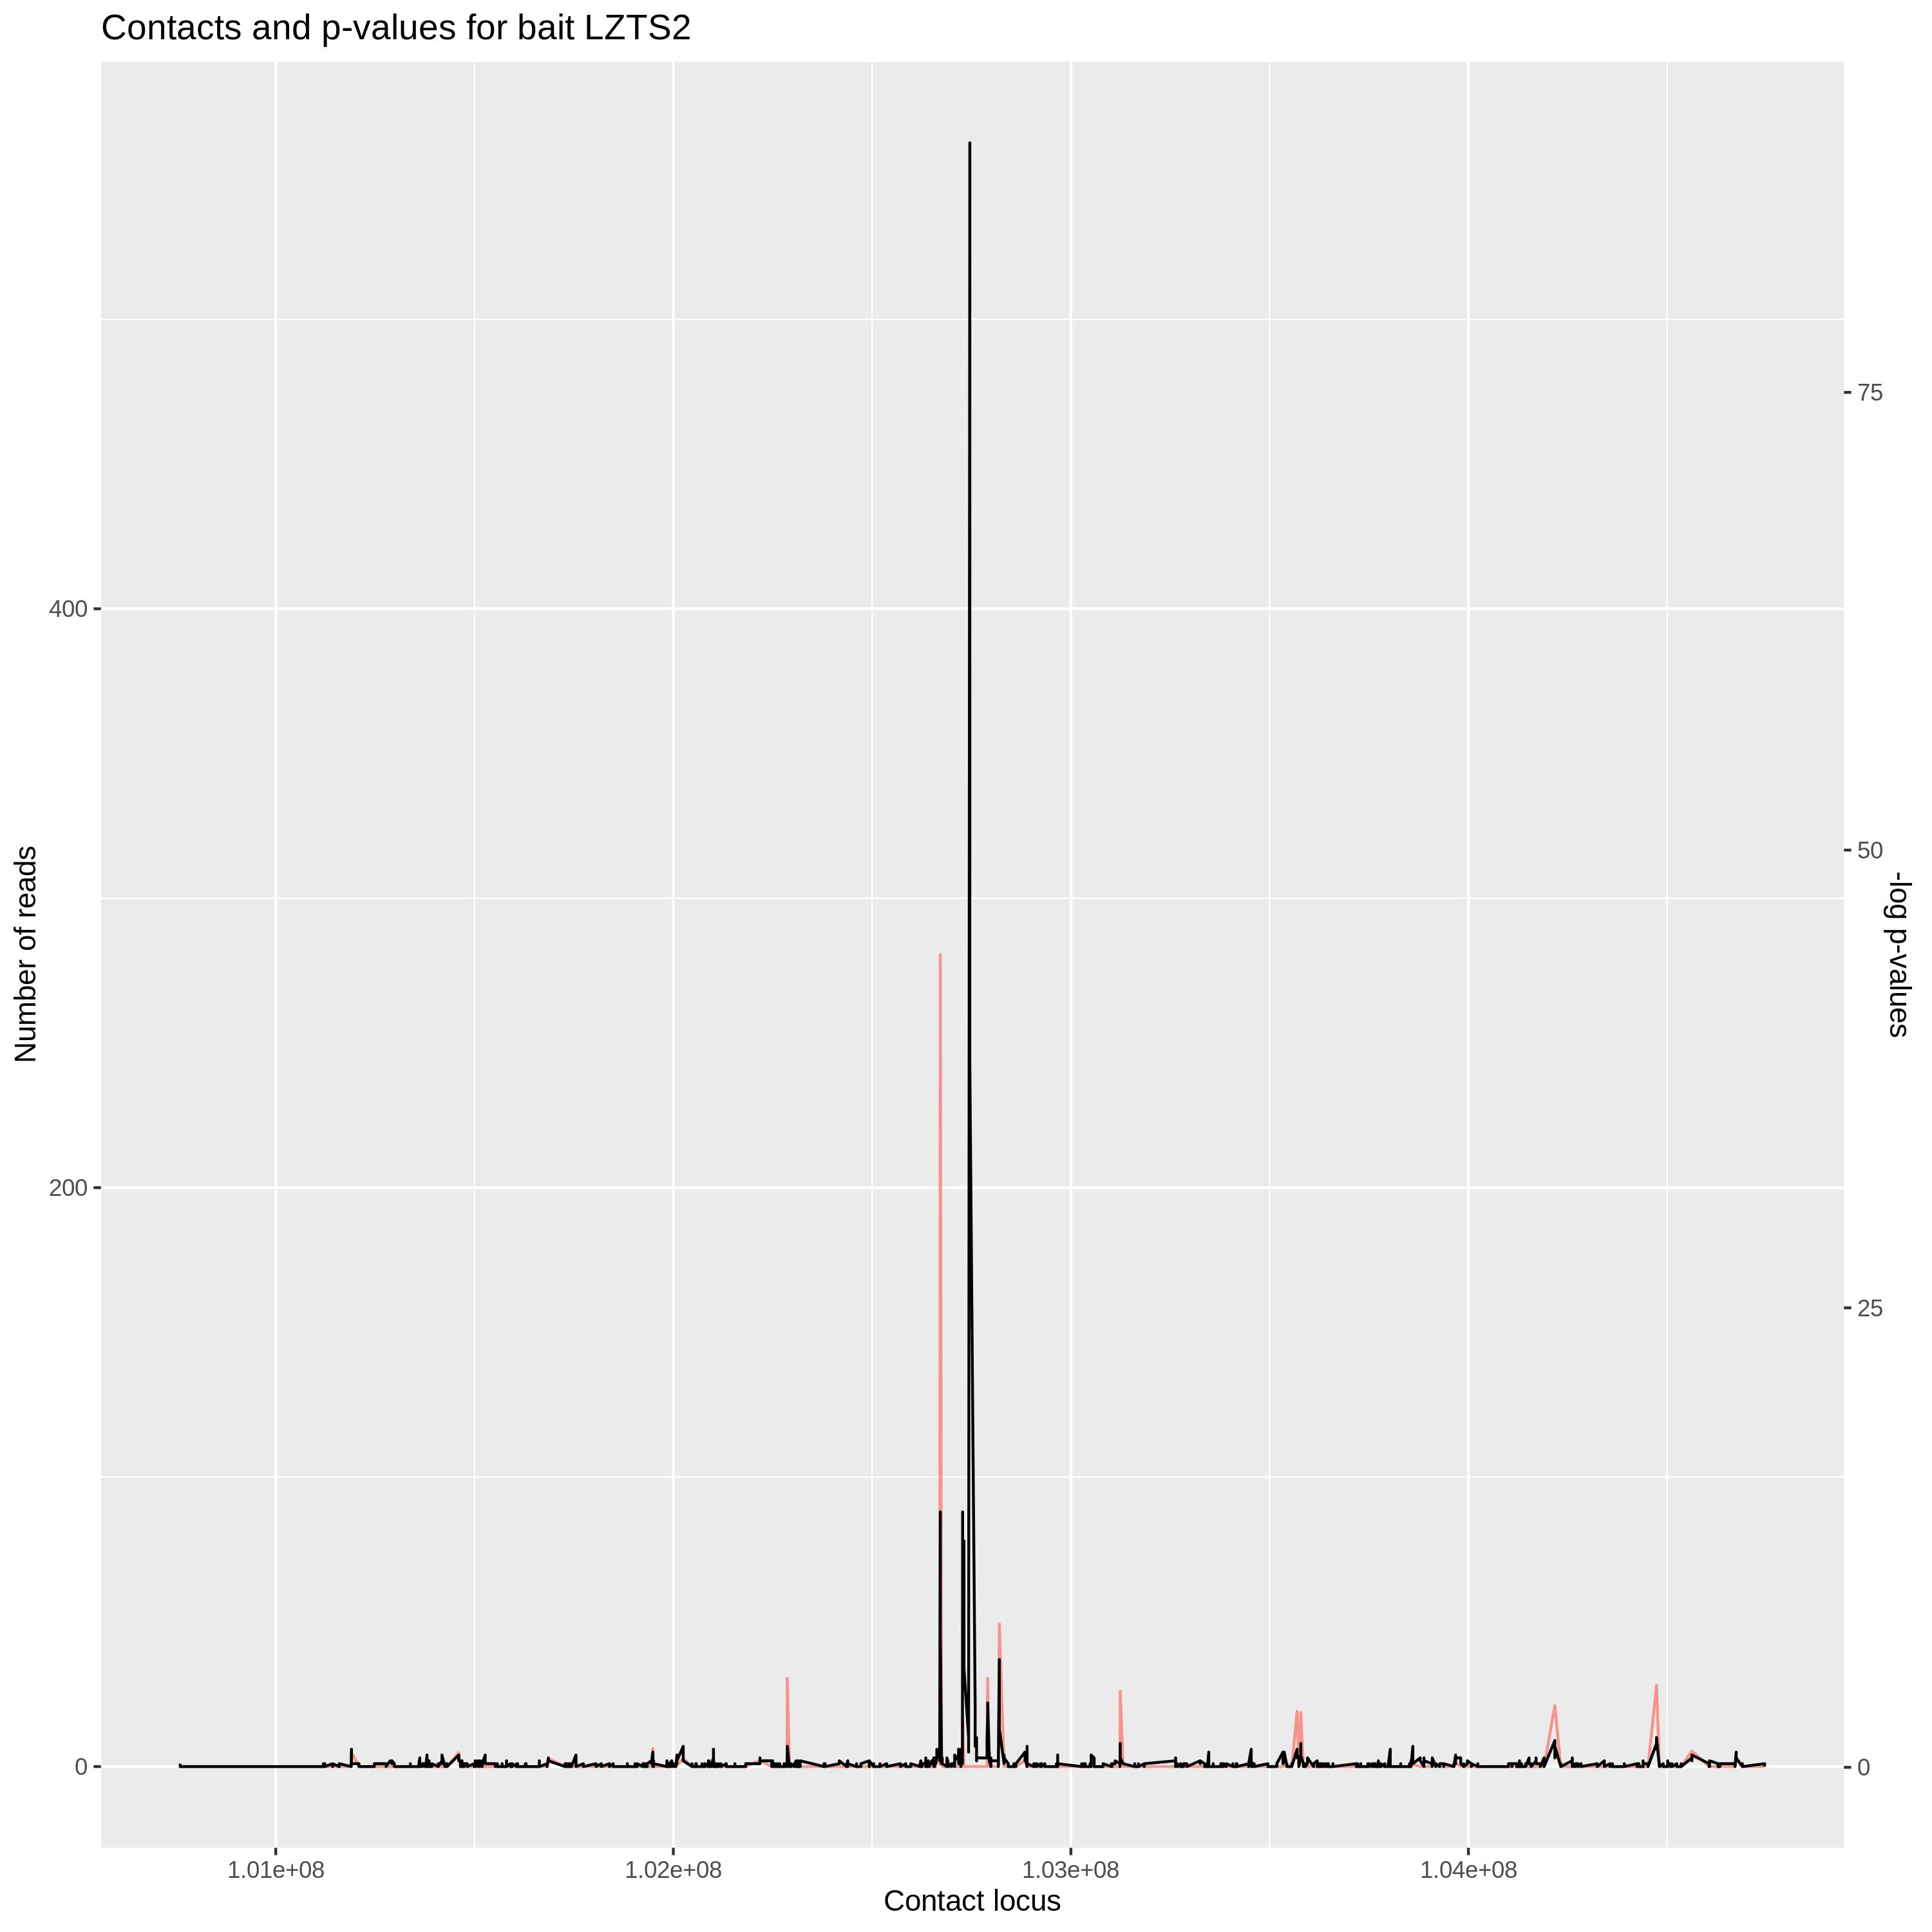 Contacts and p-values for bait LZTS2
Number of reads
400
200
0
75
50
25
0
-log p-values
1.01e+08
1.02e+08
1.03e+08
1.04e+08
Contact locus